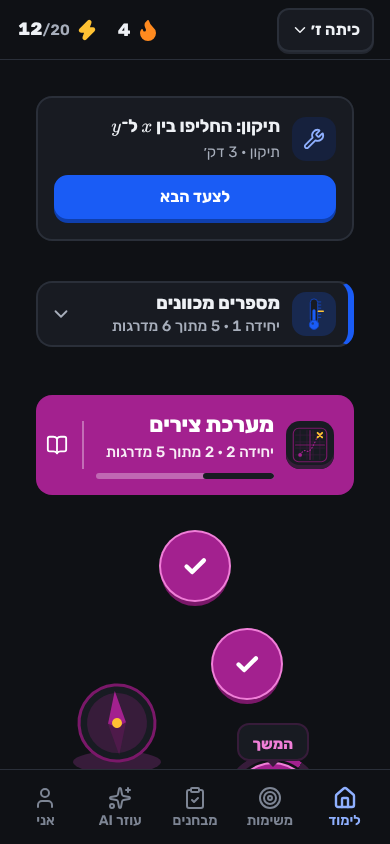 כיתה ז׳
4
12/20
תיקון: החליפו בין x ל־y
תיקון • 3 דק׳
לצעד הבא
מספרים מכוונים
יחידה 1 • 5 מתוך 6 מדרגות
מערכת צירים
יחידה 2 • 2 מתוך 5 מדרגות
המשך
לימוד
משימות
מבחנים
עוזר AI
אני